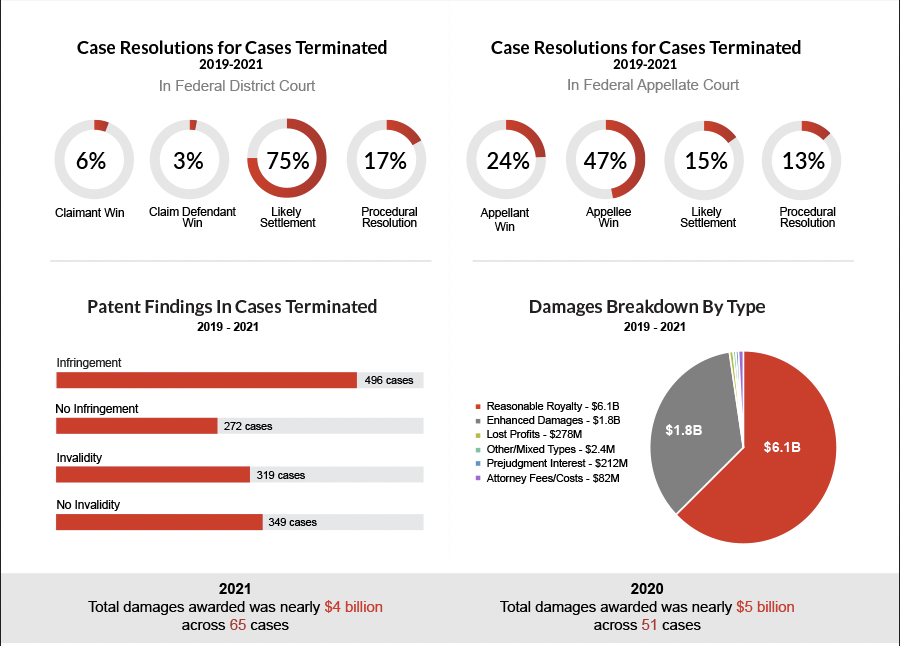 Case Resolutions for Cases Terminated
2019-2021
In Federal District Court
6%
3%
75%
17%
Claimant Win
Claim Defendant
Win
Likely
Settlement
Procedural
Resolution
Case Resolutions for Cases Terminated
2019-2021
In Federal Appellate Court
24%
47%
15%
13%
Appellant
Win
Appellee
Win
Likely
Settlement
Procedural
Resolution
Patent Findings In Cases Terminated
2019 - 2021
Infringement
496 cases
No Infringement
272 cases
Invalidity
319 cases
No Invalidity
349 cases
Damages Breakdown By Type
2019 - 2021
Reasonable Royalty - $6.1B
Enhanced Damages - $1.8B
Lost Profits - $278M
Other/Mixed Types - $2.4M
Prejudgment Interest - $212M
Attorney Fees/Costs - $82M
$1.8B
$6.1B
2021
Total damages awarded was nearly $4 billion
across 65 cases
2020
Total damages awarded was nearly $5 billion
across 51 cases